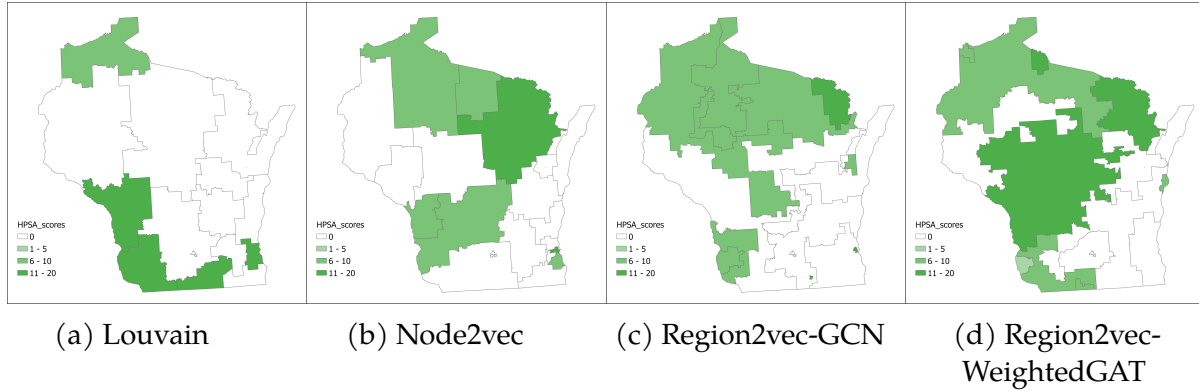 HPSA_scores
0
1 - 5
6 - 10
11 - 20
HPSA_scores
0
1 - 5
6 - 10
11 - 20
HPSA_scores
0
1 - 5
6 - 10
11 - 20
HPSA_scores
0
1 - 5
6 - 10
11 - 20
(a) Louvain
(b) Node2vec
(c) Region2vec-GCN
(d) Region2vec-
WeightedGAT